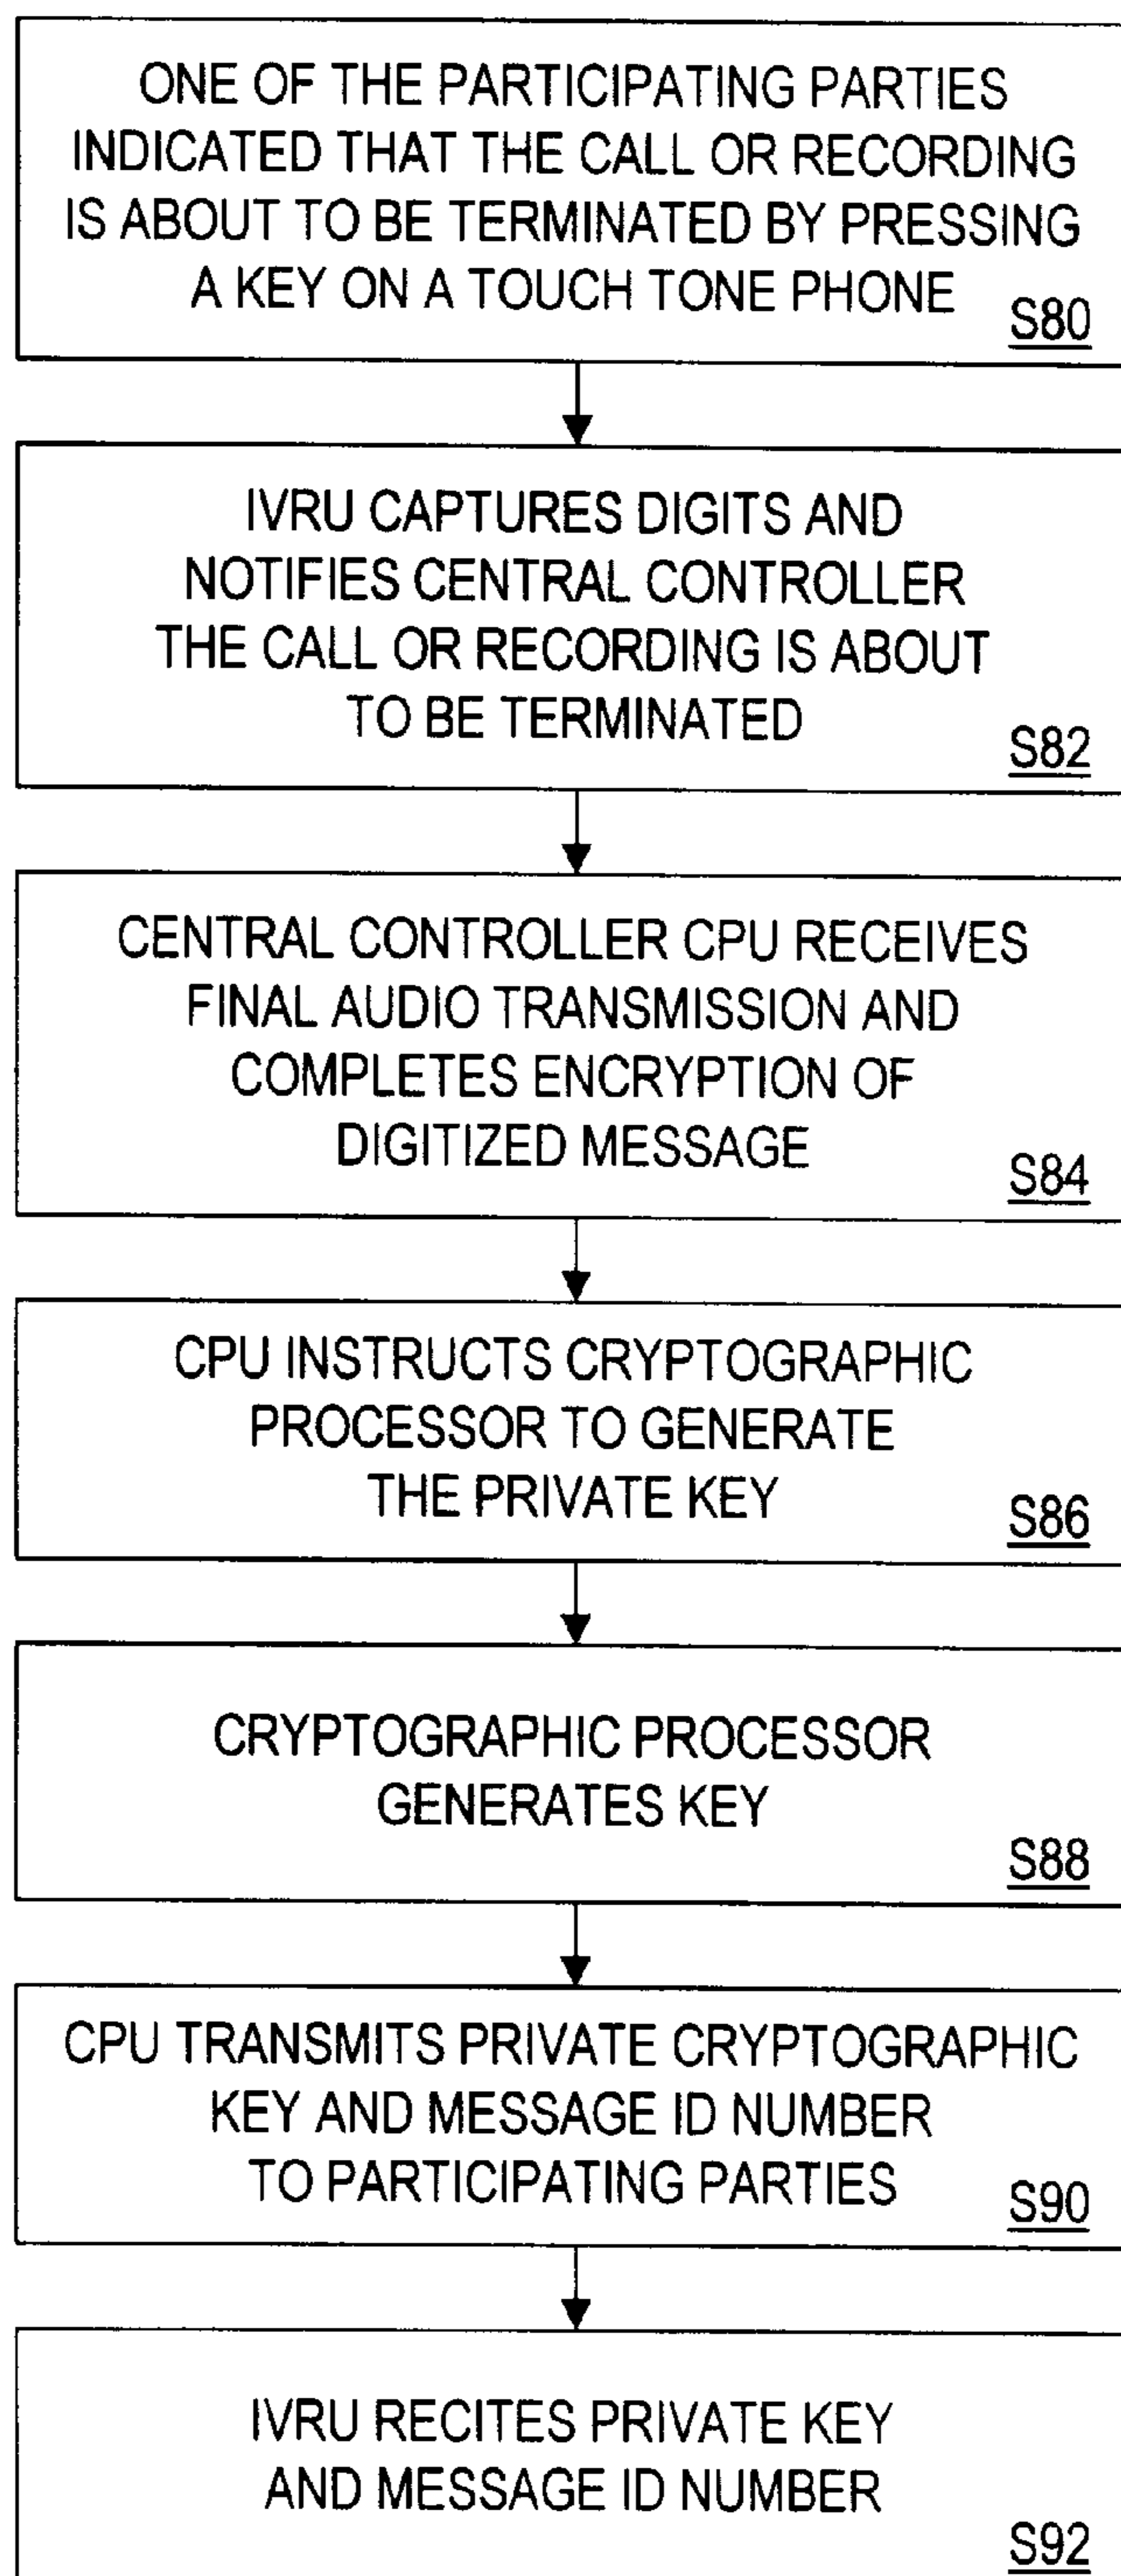 ONE OF THE PARTICIPATING PARTIES
INDICATED THAT THE CALL OR RECORDING
IS ABOUT TO BE TERMINATED BY PRESSING
A KEY ON A TOUCH TONE PHONE
S80
IVRU CAPTURES DIGITS AND
NOTIFIES CENTRAL CONTROLLER
THE CALL OR RECORDING IS ABOUT
TO BE TERMINATED
S82
CENTRAL CONTROLLER CPU RECEIVES
FINAL AUDIO TRANSMISSION AND
COMPLETES ENCRYPTION OF
DIGITIZED MESSAGE
S84
CPU INSTRUCTS CRYPTOGRAPHIC
PROCESSOR TO GENERATE
THE PRIVATE KEY
S86
CRYPTOGRAPHIC PROCESSOR
GENERATES KEY
S88
CPU TRANSMITS PRIVATE CRYPTOGRAPHIC
KEY AND MESSAGE ID NUMBER
TO PARTICIPATING PARTIES
S90
IVRU RECITES PRIVATE KEY
AND MESSAGE ID NUMBER
S92